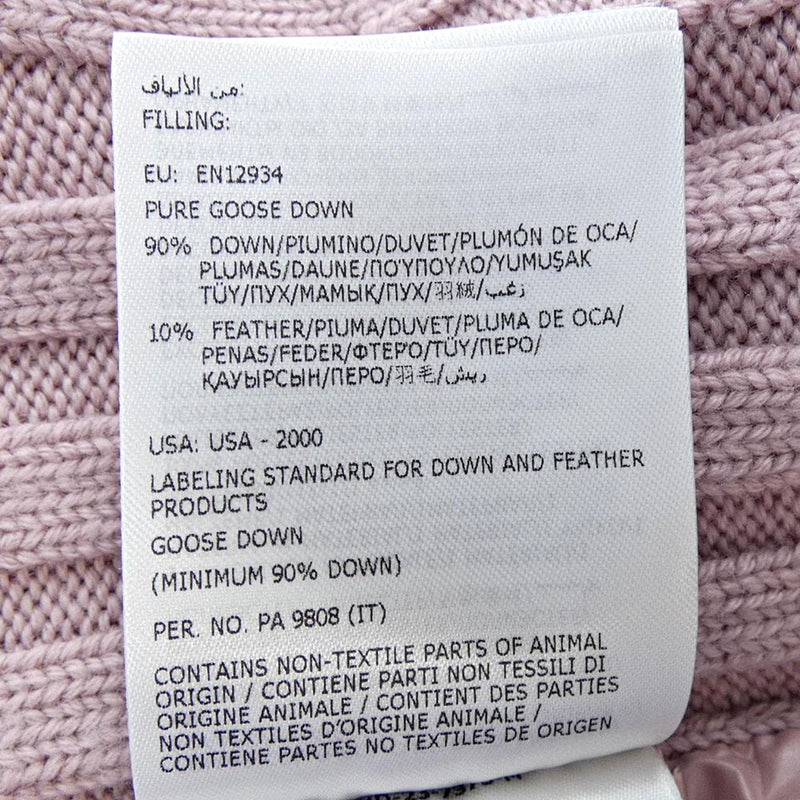 من الألياف:
FILLING:
EU: EN12934
PURE GOOSE DOWN
90% DOWN/PIUMINO/DUVET/PLUMÓN DE OCA/
PLUMAS/DAUNE/ΠΟΎΠΟΥΛΟ/YUMUŞAK
TÜY/ПУХ/МАМЫҚ/ПУХ/羽絨/زغب
10% FEATHER/PIUMA/DUVET/PLUMA DE OCA/
PENAS/FEDER/ΦΤΕΡΌ/TÜY/ПЕРО/
ҚАУЫРСЫН/ПЕРО/羽毛/ريش
USA: USA - 2000
LABELING STANDARD FOR DOWN AND FEATHER
PRODUCTS
GOOSE DOWN
(MINIMUM 90% DOWN)
PER. NO. PA 9808 (IT)
CONTAINS NON-TEXTILE PARTS OF ANIMAL
ORIGIN / CONTIENE PARTI NON TESSILI DI
ORIGINE ANIMALE / CONTIENT DES PARTIES
NON TEXTILES D'ORIGINE ANIMALE /
CONTIENE PARTES NO TEXTILES DE ORIGEN